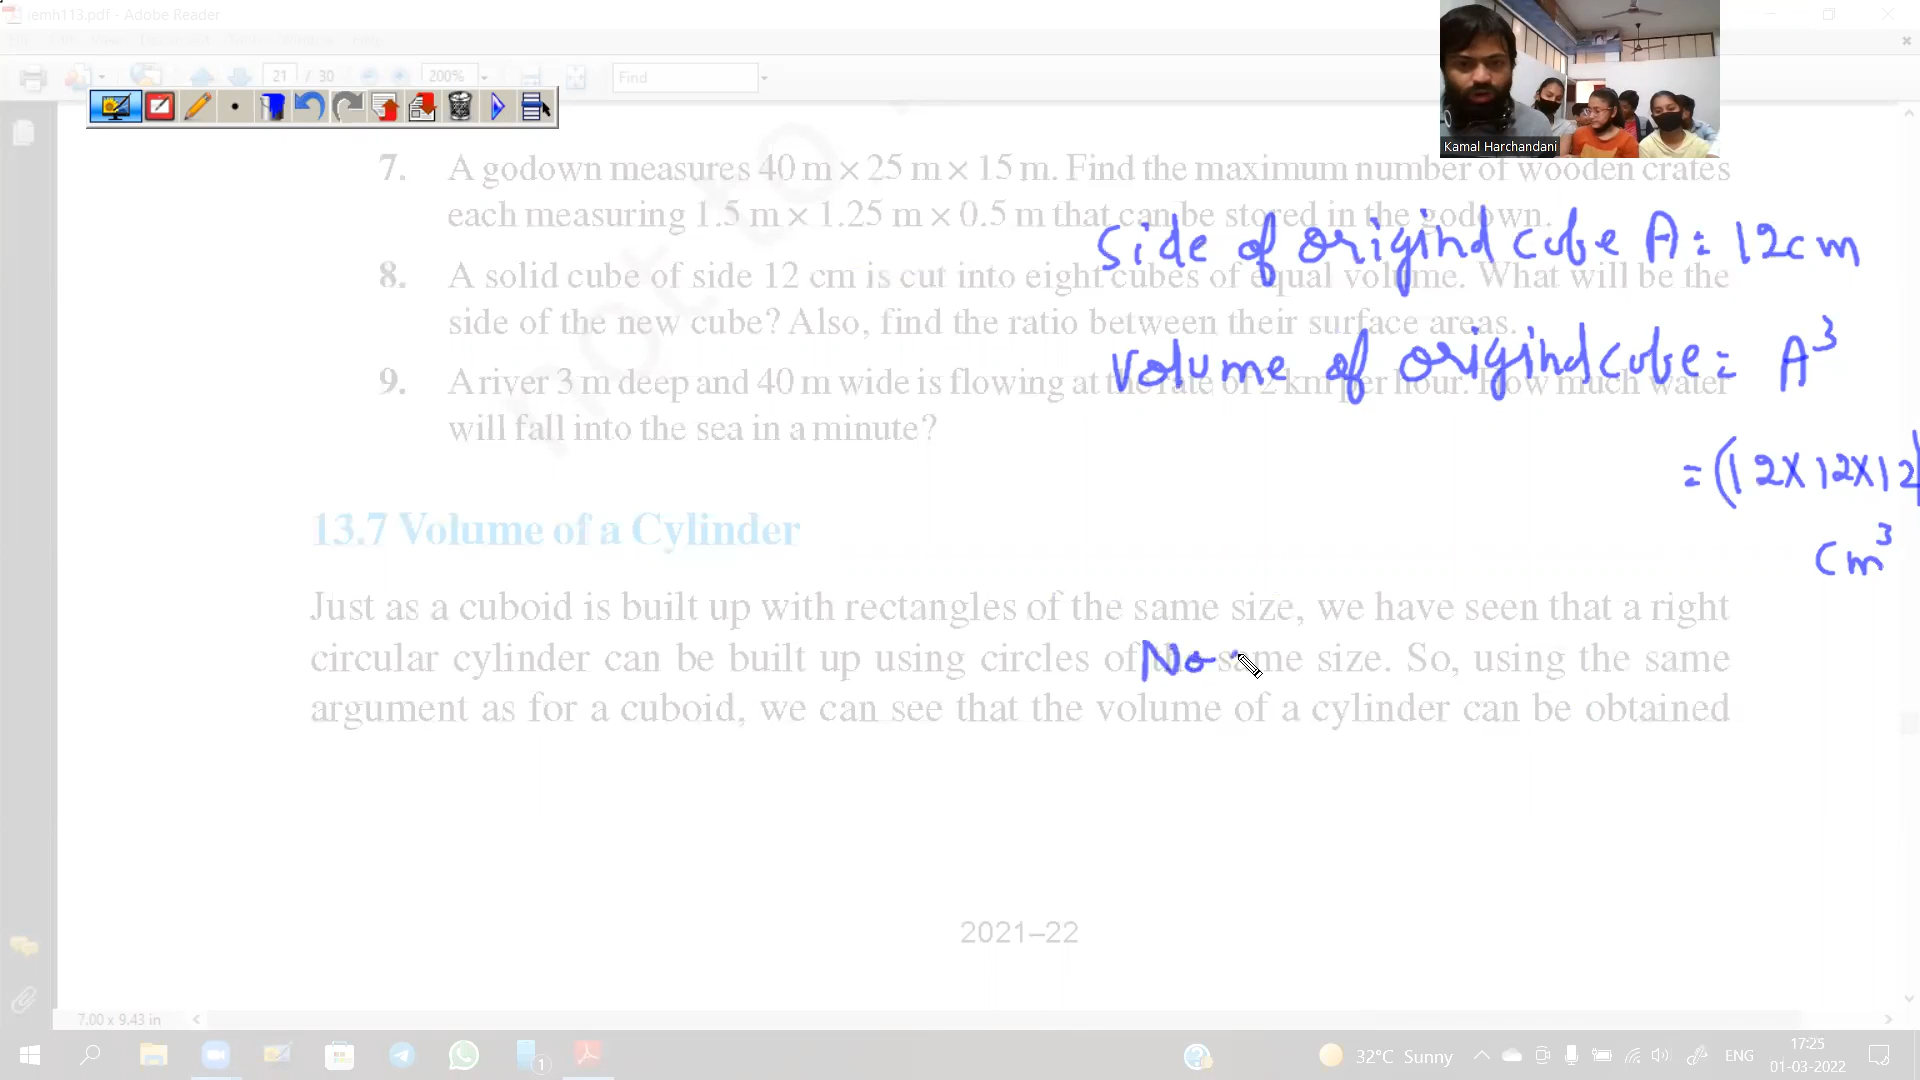 iemh113.pdf - Adobe Reader
21 / 30
200%
Find
Kamal Harchandani
7. A godown measures 40 m × 25 m × 15 m. Find the maximum number of wooden crates
each measuring 1.5 m × 1.25 m × 0.5 m that can be stored in the godown.
Side of origind cube A = 12cm
8. A solid cube of side 12 cm is cut into eight cubes of equal volume. What will be the
side of the new cube? Also, find the ratio between their surface areas.
Volume of origind cube = A³
9. A river 3 m deep and 40 m wide is flowing at the rate of 2 km per hour. How much water
will fall into the sea in a minute?
= (12X12X12)
cm³
13.7 Volume of a Cylinder
Just as a cuboid is built up with rectangles of the same size, we have seen that a right
circular cylinder can be built up using circles of the same size. So, using the same
No
argument as for a cuboid, we can see that the volume of a cylinder can be obtained
not to
2021–22
7.00 x 9.43 in
1
32°C Sunny
ENG
17:25
01-03-2022